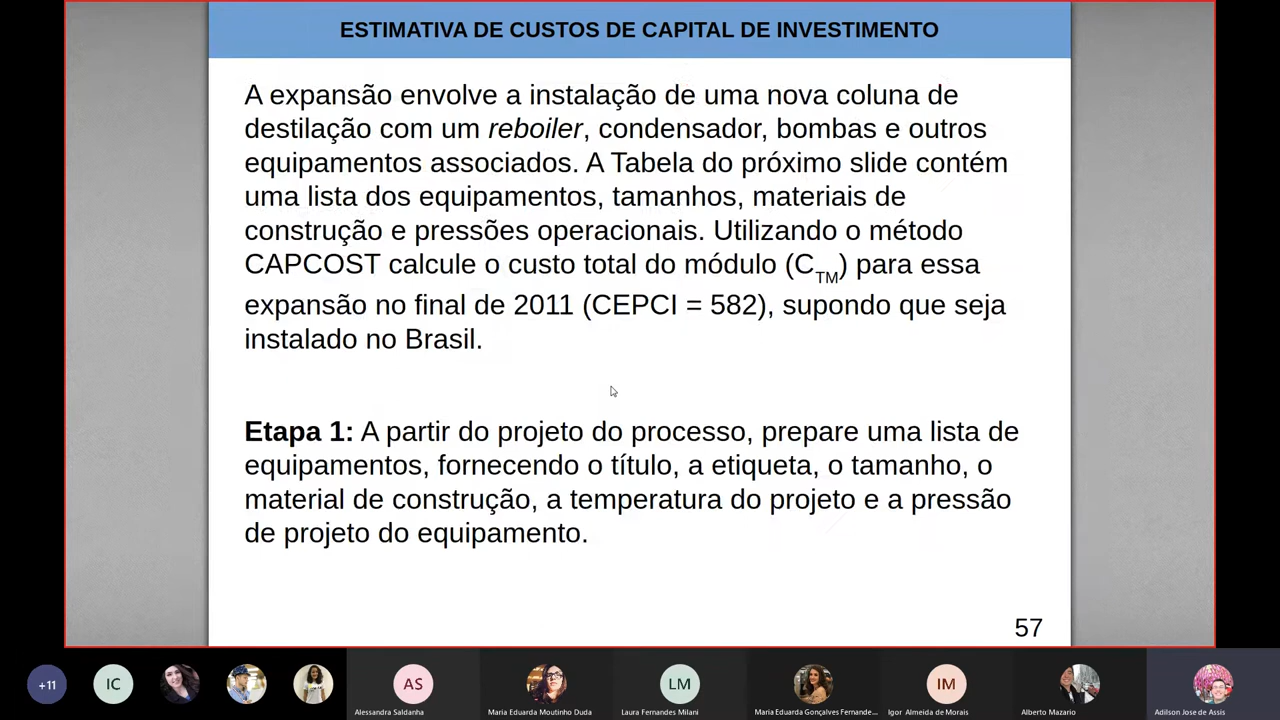 ESTIMATIVA DE CUSTOS DE CAPITAL DE INVESTIMENTO
A expansão envolve a instalação de uma nova coluna de
destilação com um reboiler, condensador, bombas e outros
equipamentos associados. A Tabela do próximo slide contém
uma lista dos equipamentos, tamanhos, materiais de
construção e pressões operacionais. Utilizando o método
CAPCOST calcule o custo total do módulo (CTM) para essa
expansão no final de 2011 (CEPCI = 582), supondo que seja
instalado no Brasil.
Etapa 1: A partir do projeto do processo, prepare uma lista de
equipamentos, fornecendo o título, a etiqueta, o tamanho, o
material de construção, a temperatura do projeto e a pressão
de projeto do equipamento.
57
+11 IC AS LM IM
Alessandra Saldanha Maria Eduarda Moutinho Duda Laura Fernandes Milani Maria Eduarda Gonçalves Fernande... Igor Almeida de Morais Alberto Mazario Adilson Jose de Assis